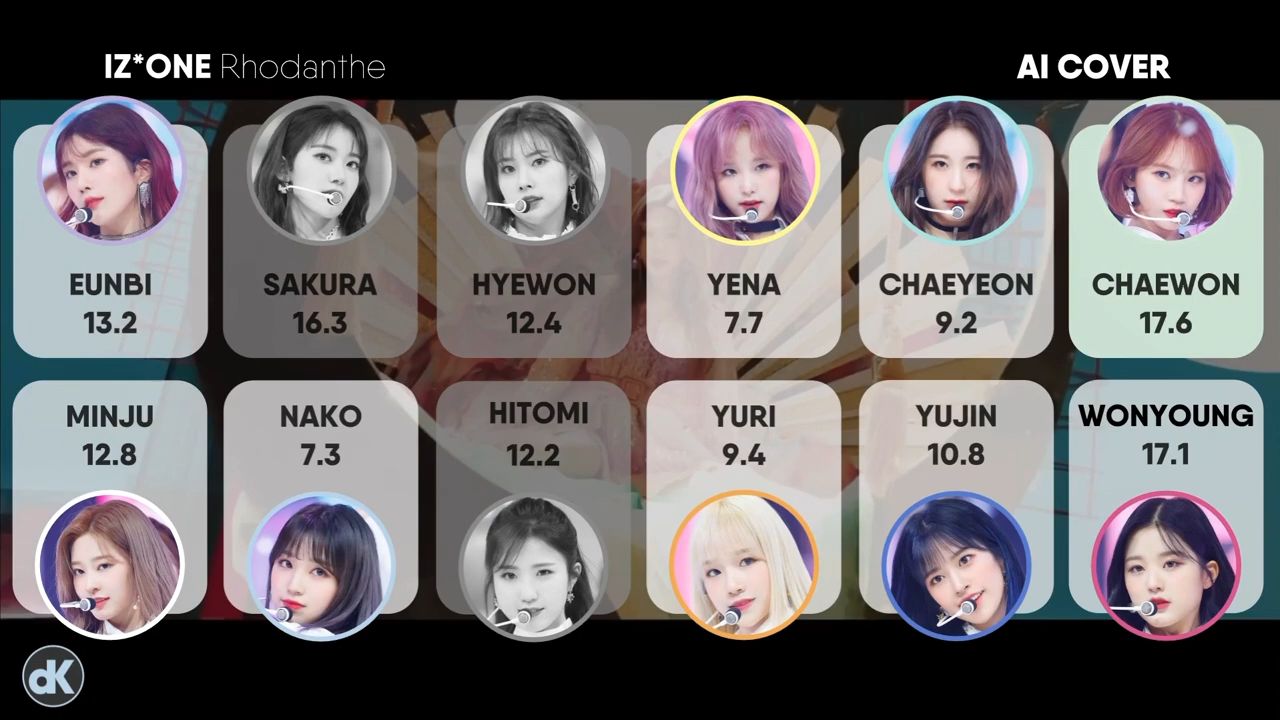 IZ*ONE Rhodanthe
AI COVER
EUNBI
13.2
SAKURA
16.3
HYEWON
12.4
YENA
7.7
CHAEYEON
9.2
CHAEWON
17.6
MINJU
12.8
NAKO
7.3
HITOMI
12.2
YURI
9.4
YUJIN
10.8
WONYOUNG
17.1
dK